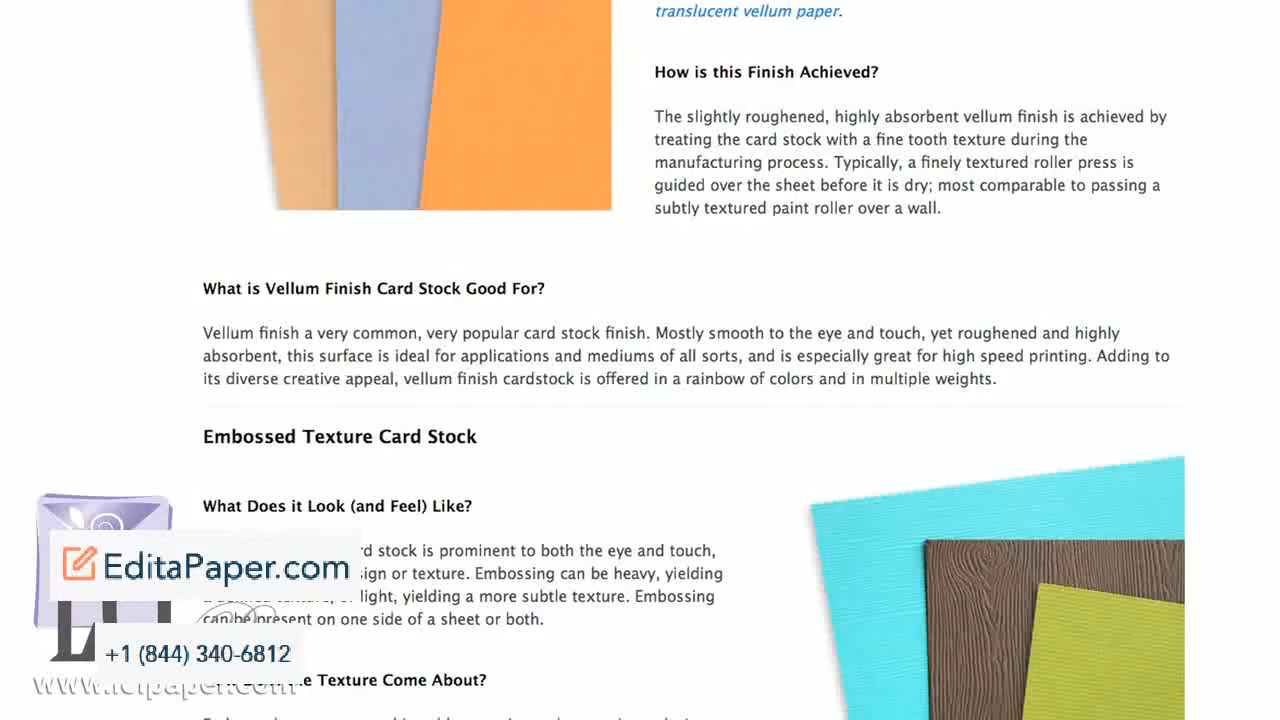 translucent vellum paper.
How is this Finish Achieved?
The slightly roughened, highly absorbent vellum finish is achieved by
treating the card stock with a fine tooth texture during the
manufacturing process. Typically, a finely textured roller press is
guided over the sheet before it is dry; most comparable to passing a
subtly textured paint roller over a wall.
What is Vellum Finish Card Stock Good For?
Vellum finish a very common, very popular card stock finish. Mostly smooth to the eye and touch, yet roughened and highly
absorbent, this surface is ideal for applications and mediums of all sorts, and is especially great for high speed printing. Adding to
its diverse creative appeal, vellum finish cardstock is offered in a rainbow of colors and in multiple weights.
Embossed Texture Card Stock
What Does it Look (and Feel) Like?
stock is prominent to both the eye and touch,
or texture. Embossing can be heavy, yielding
light, yielding a more subtle texture. Embossing
can be present on one side of a sheet or both.
EditaPaper.com
+1 (844) 340-6812
Texture Come About?
www.lcipaper.com